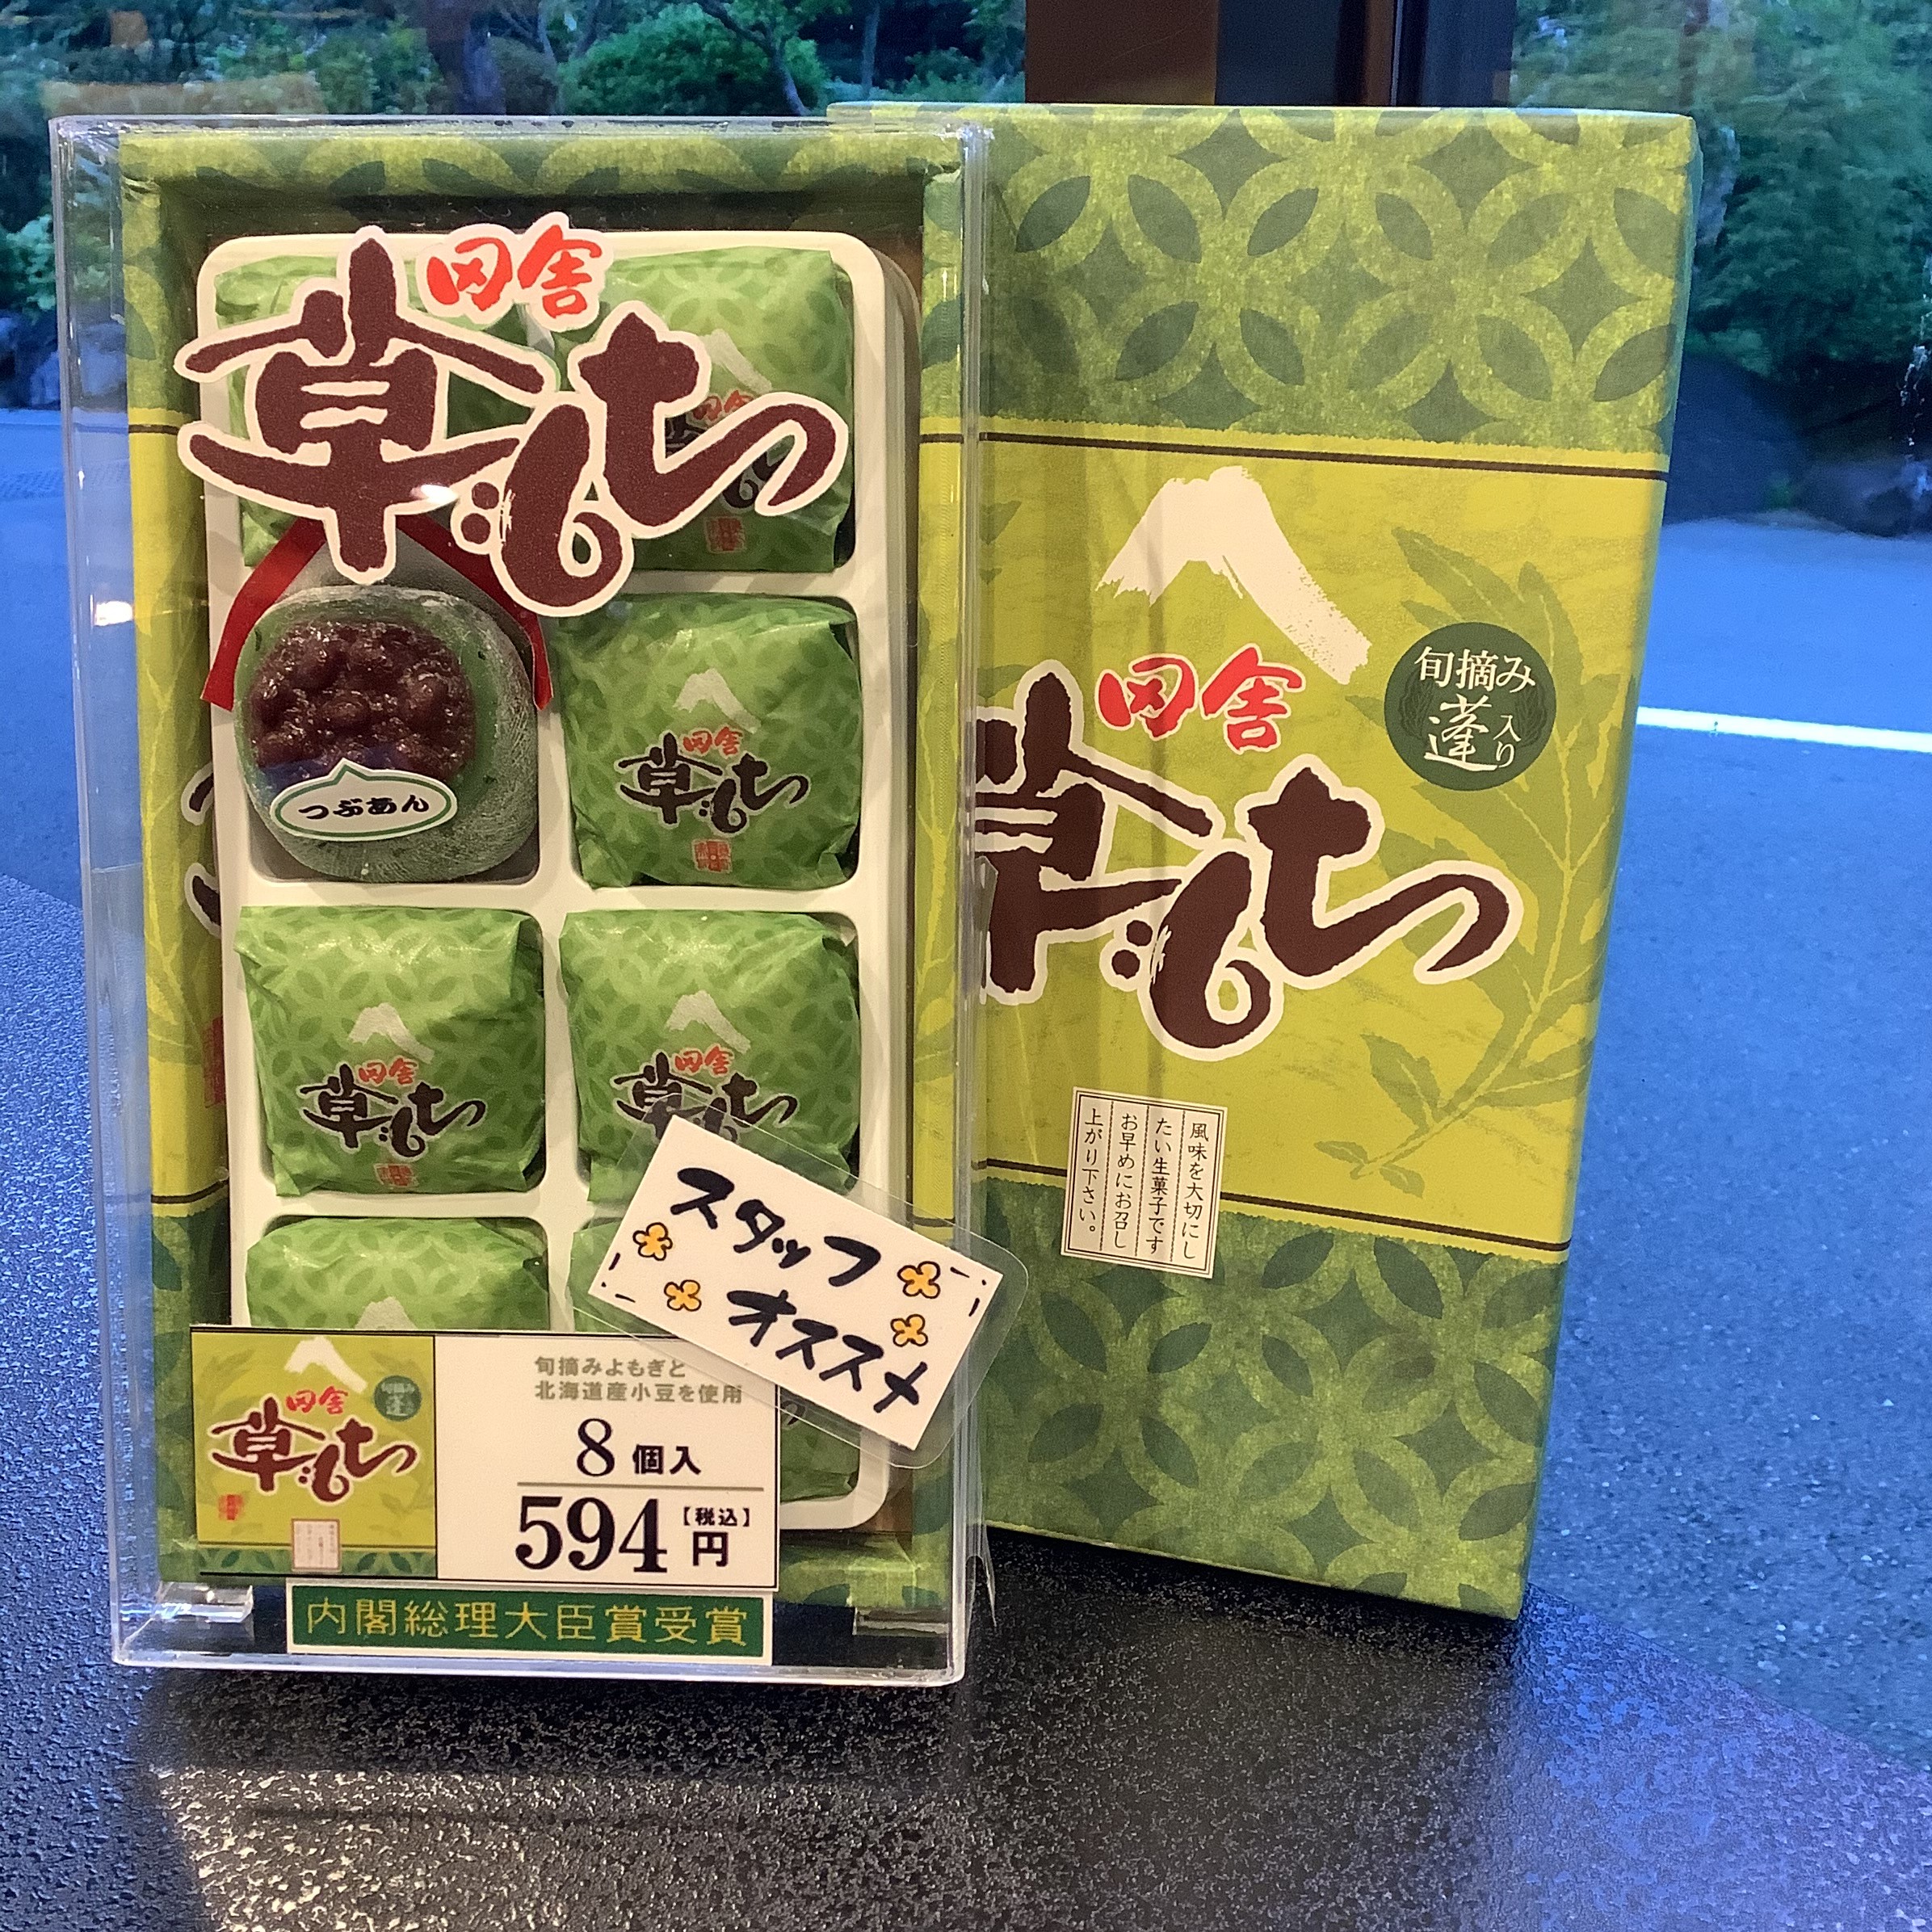 田舎
草もち
つぶあん
田舎
草もち
田舎
草もち
田舎
草もち
スタッフ
オススメ
田舎
草もち
旬摘み
蓬
旬摘みよもぎと
北海道産小豆を使用
8個入
594円【税込】
内閣総理大臣賞受賞
旬摘み
蓬入り
田舎
草もち
風味を大切にし
たい生菓子です
お早めにお召し
上がり下さい。